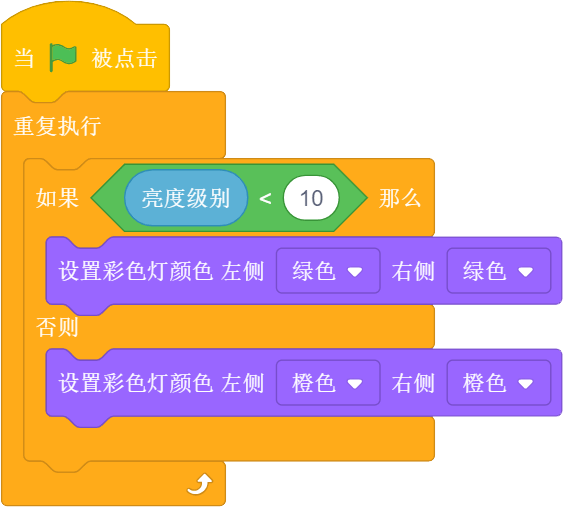 当 被点击
重复执行
如果 亮度级别 < 10 那么
设置彩色灯颜色 左侧 绿色 右侧 绿色
否则
设置彩色灯颜色 左侧 橙色 右侧 橙色